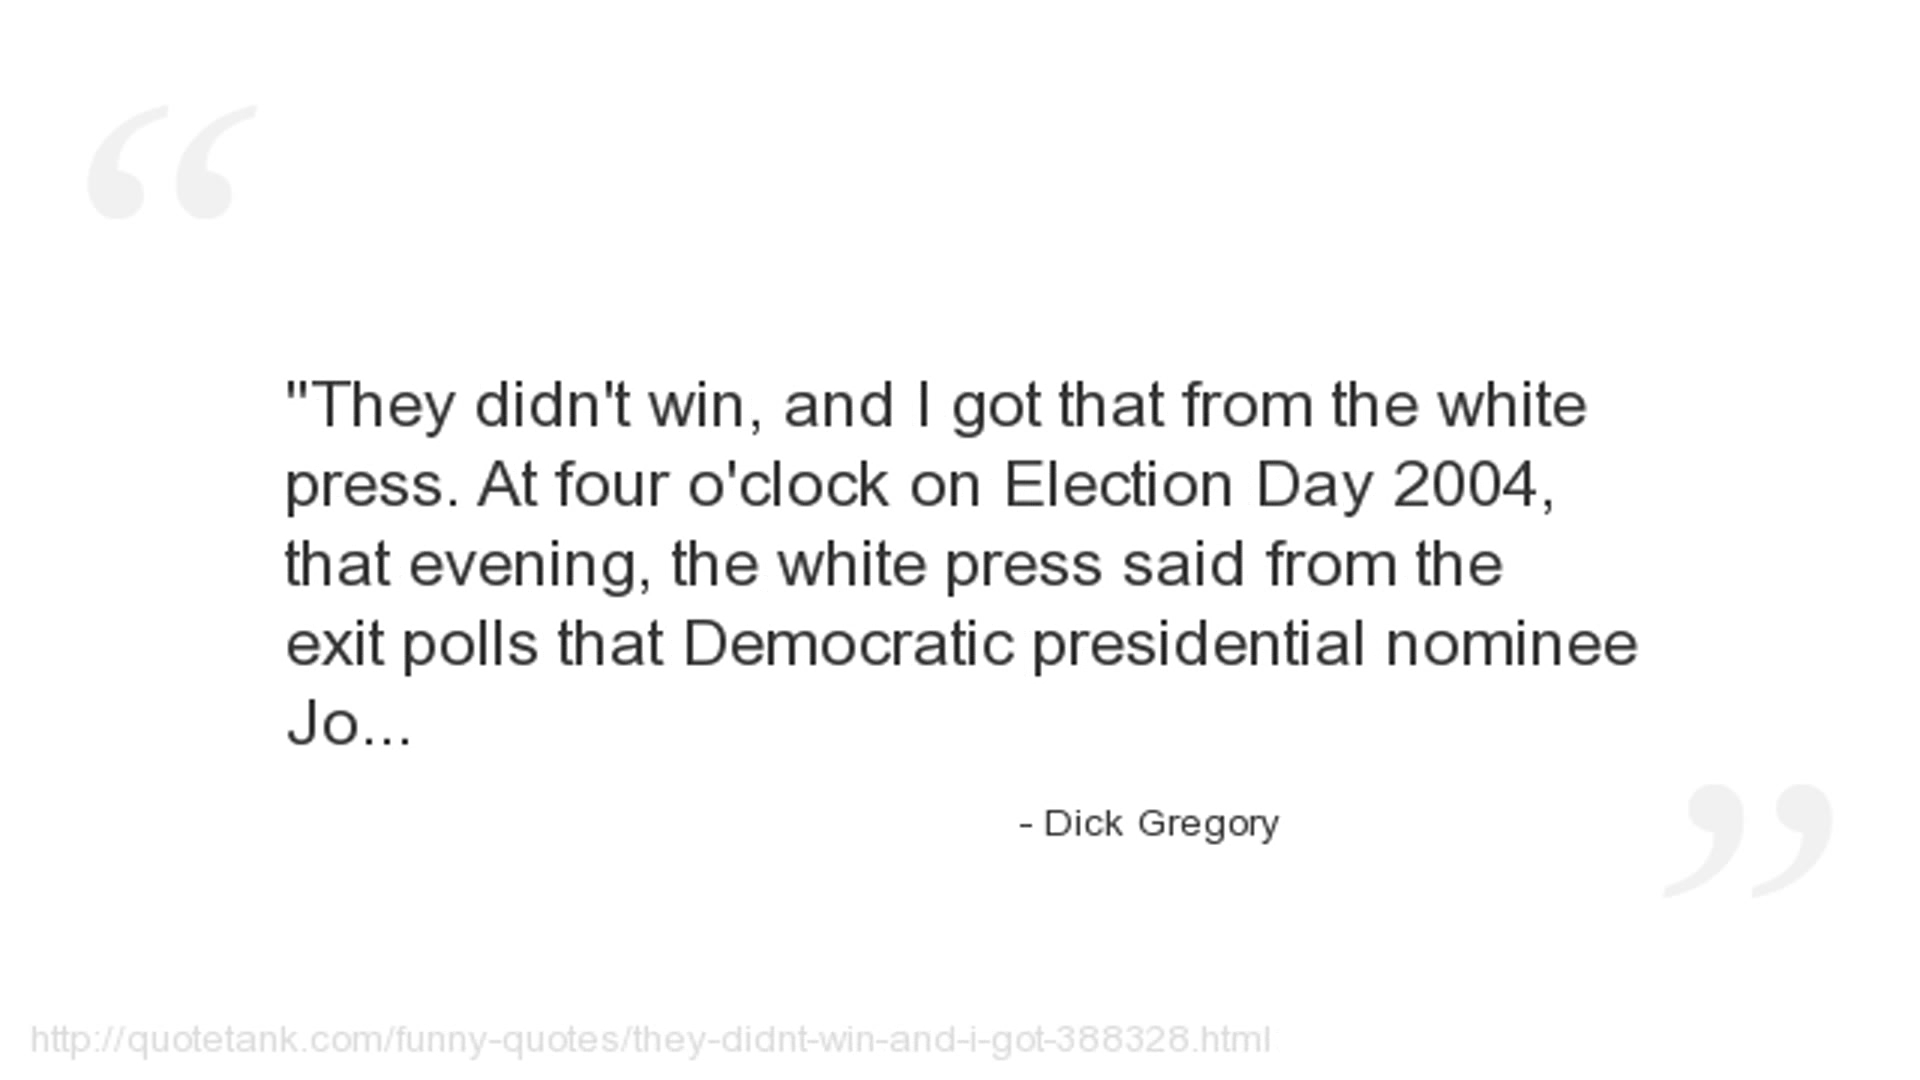 "They didn't win, and I got that from the white
press. At four o'clock on Election Day 2004,
that evening, the white press said from the
exit polls that Democratic presidential nominee
Jo...
- Dick Gregory
http://quotetank.com/funny-quotes/they-didnt-win-and-i-got-388328.html